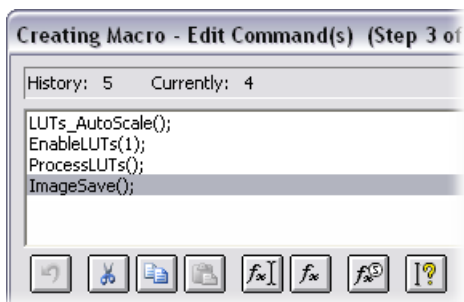 Creating Macro - Edit Command(s) (Step 3 of
History: 5 Currently: 4
LUTs_AutoScale();
EnableLUTs(1);
ProcessLUTs();
ImageSave();